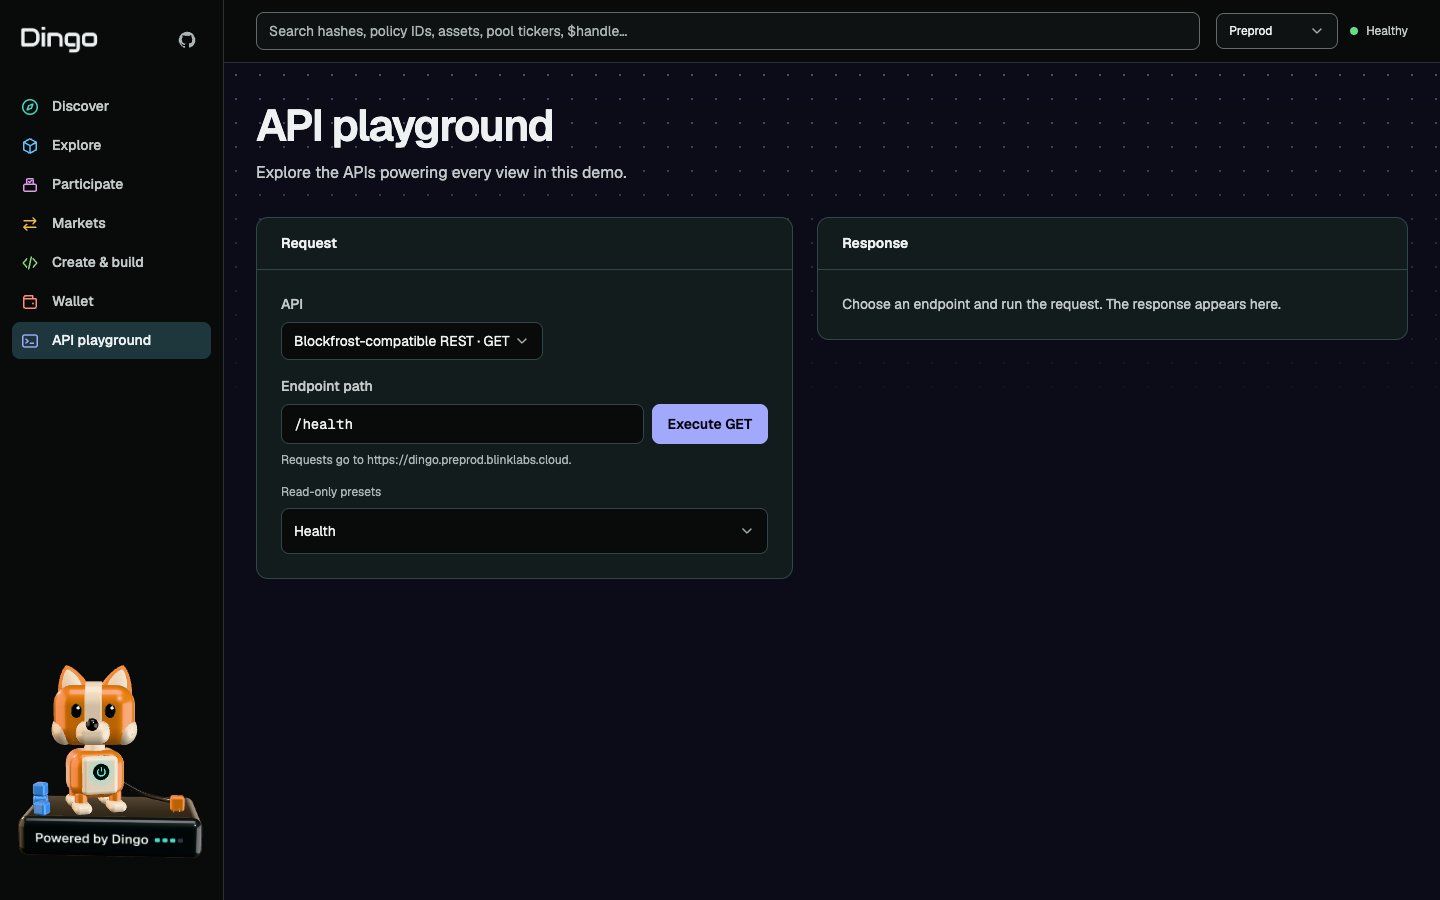 Dingo
Discover
Explore
Participate
Markets
Create & build
Wallet
API playground
Powered by Dingo
Search hashes, policy IDs, assets, pool tickers, $handle...
Preprod
Healthy
API playground
Explore the APIs powering every view in this demo.
Request
API
Blockfrost-compatible REST · GET
Endpoint path
/health
Execute GET
Requests go to https://dingo.preprod.blinklabs.cloud.
Read-only presets
Health
Response
Choose an endpoint and run the request. The response appears here.